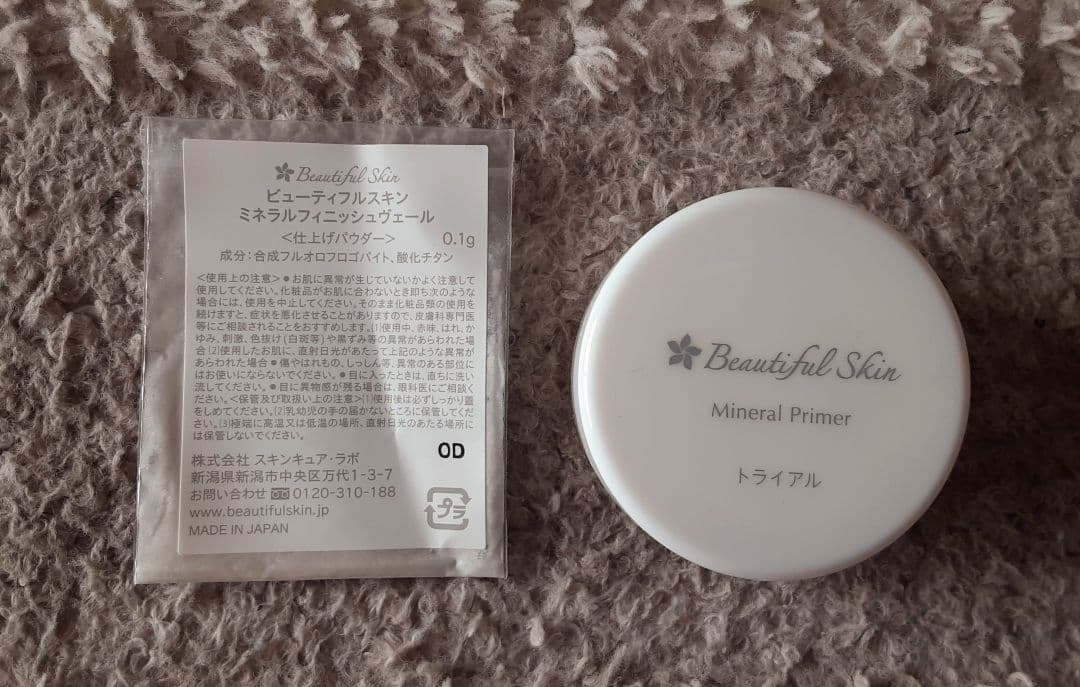 Beautiful Skin
ビューティフルスキン
ミネラルフィニッシュヴェール
＜仕上げパウダー＞ 0.1g
成分：合成フルオロフロゴパイト、酸化チタン
＜使用上の注意＞●お肌に異常が生じていないかよく注意して
使用してください。化粧品がお肌に合わないとき即ち次のような
場合には、使用を中止してください。そのまま化粧品類の使用を
続けますと、症状を悪化させることがありますので、皮膚科専門医
等にご相談されることをおすすめします。(1)使用中、赤味、はれ、か
ゆみ、刺激、色抜け(白斑等)や黒ずみ等の異常があらわれた場
合(2)使用したお肌に、直射日光があたって上記のような異常が
あらわれた場合●傷やはれもの、しっしん等、異常のある部位に
はお使いにならないでください。●目に入ったときは、直ちに洗い
流してください。●目に異物感が残る場合は、眼科医にご相談く
ださい。＜保管及び取扱い上の注意＞(1)使用後は必ずしっかり蓋
をしめてください。(2)乳幼児の手の届かないところに保管してくだ
さい。(3)極端に高温又は低温の場所、直射日光のあたる場所に
は保管しないでください。
OD
株式会社 スキンキュア・ラボ
新潟県新潟市中央区万代1-3-7
お問い合わせ 0120-310-188
www.beautifulskin.jp
MADE IN JAPAN
プラ
Beautiful Skin
Mineral Primer
トライアル